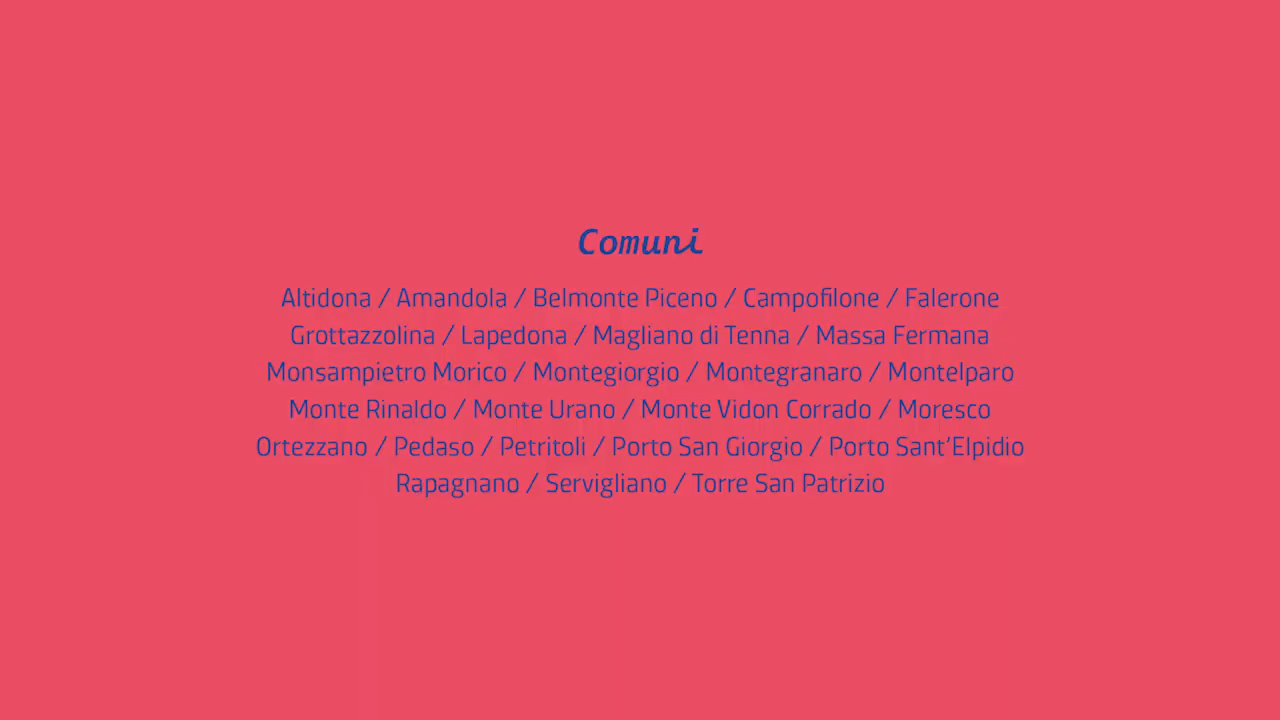 Comuni
Altidona / Amandola / Belmonte Piceno / Campofilone / Falerone
Grottazzolina / Lapedona / Magliano di Tenna / Massa Fermana
Monsampietro Morico / Montegiorgio / Montegranaro / Montelparo
Monte Rinaldo / Monte Urano / Monte Vidon Corrado / Moresco
Ortezzano / Pedaso / Petritoli / Porto San Giorgio / Porto Sant'Elpidio
Rapagnano / Servigliano / Torre San Patrizio